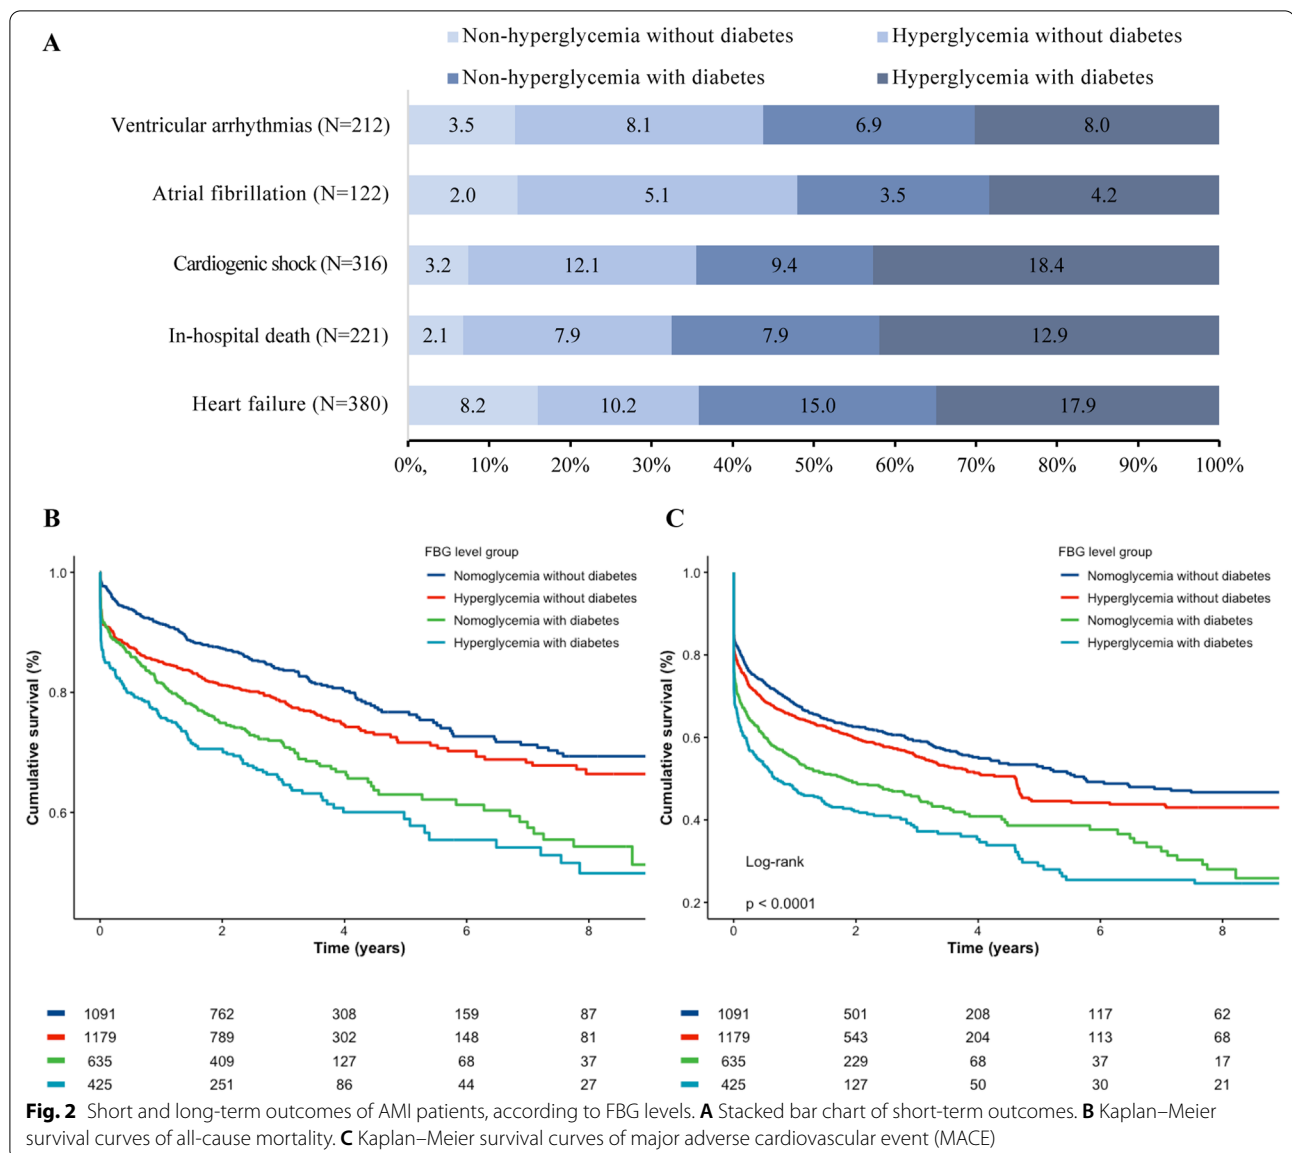 A
Non-hyperglycemia without diabetes Hyperglycemia without diabetes
Non-hyperglycemia with diabetes Hyperglycemia with diabetes
Ventricular arrhythmias (N=212) 3.5 8.1 6.9 8.0
Atrial fibrillation (N=122) 2.0 5.1 3.5 4.2
Cardiogenic shock (N=316) 3.2 12.1 9.4 18.4
In-hospital death (N=221) 2.1 7.9 7.9 12.9
Heart failure (N=380) 8.2 10.2 15.0 17.9
0%, 10% 20% 30% 40% 50% 60% 70% 80% 90% 100%
B
FBG level group
Nomoglycemia without diabetes
Hyperglycemia without diabetes
Nomoglycemia with diabetes
Hyperglycemia with diabetes
Cumulative survival (%)
1.0
0.8
0.6
0 2 4 6 8
Time (years)
1091 762 308 159 87
1179 789 302 148 81
635 409 127 68 37
425 251 86 44 27
C
FBG level group
Nomoglycemia without diabetes
Hyperglycemia without diabetes
Nomoglycemia with diabetes
Hyperglycemia with diabetes
Cumulative survival (%)
1.0
0.8
0.6
0.4
0.2
Log-rank
p < 0.0001
0 2 4 6 8
Time (years)
1091 501 208 117 62
1179 543 204 113 68
635 229 68 37 17
425 127 50 30 21
Fig. 2 Short and long-term outcomes of AMI patients, according to FBG levels. A Stacked bar chart of short-term outcomes. B Kaplan–Meier
survival curves of all-cause mortality. C Kaplan–Meier survival curves of major adverse cardiovascular event (MACE)